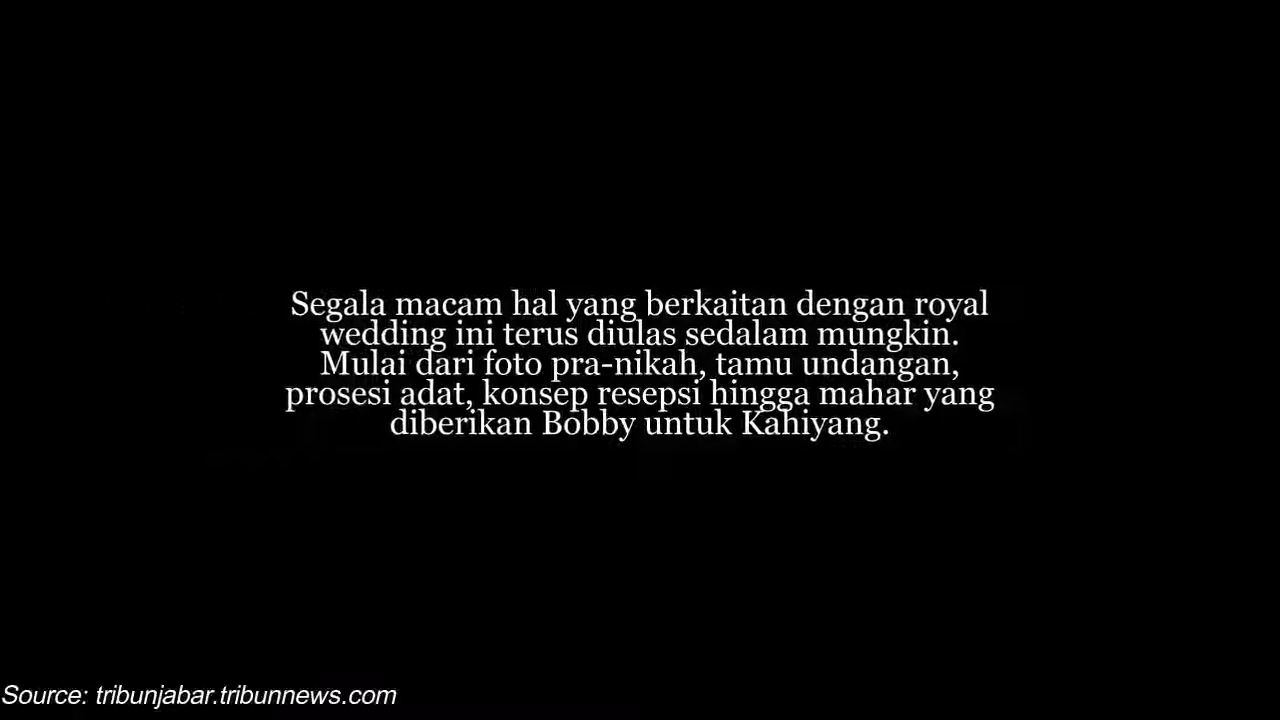 Segala macam hal yang berkaitan dengan royal
wedding ini terus diulas sedalam mungkin.
Mulai dari foto pra-nikah, tamu undangan,
prosesi adat, konsep resepsi hingga mahar yang
diberikan Bobby untuk Kahiyang.
Source: tribunjabar.tribunnews.com